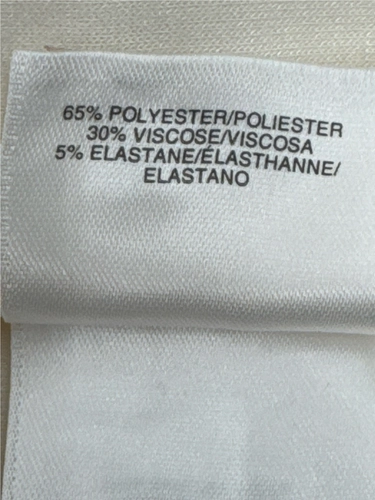 65% POLYESTER/POLIESTER
30% VISCOSE/VISCOSA
5% ELASTANE/ÉLASTHANNE/
ELASTANO